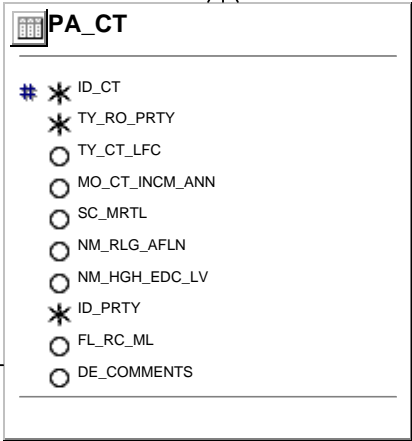 PA_CT
# * ID_CT
* TY_RO_PRTY
TY_CT_LFC
MO_CT_INCM_ANN
SC_MRTL
NM_RLG_AFLN
NM_HGH_EDC_LV
* ID_PRTY
FL_RC_ML
DE_COMMENTS